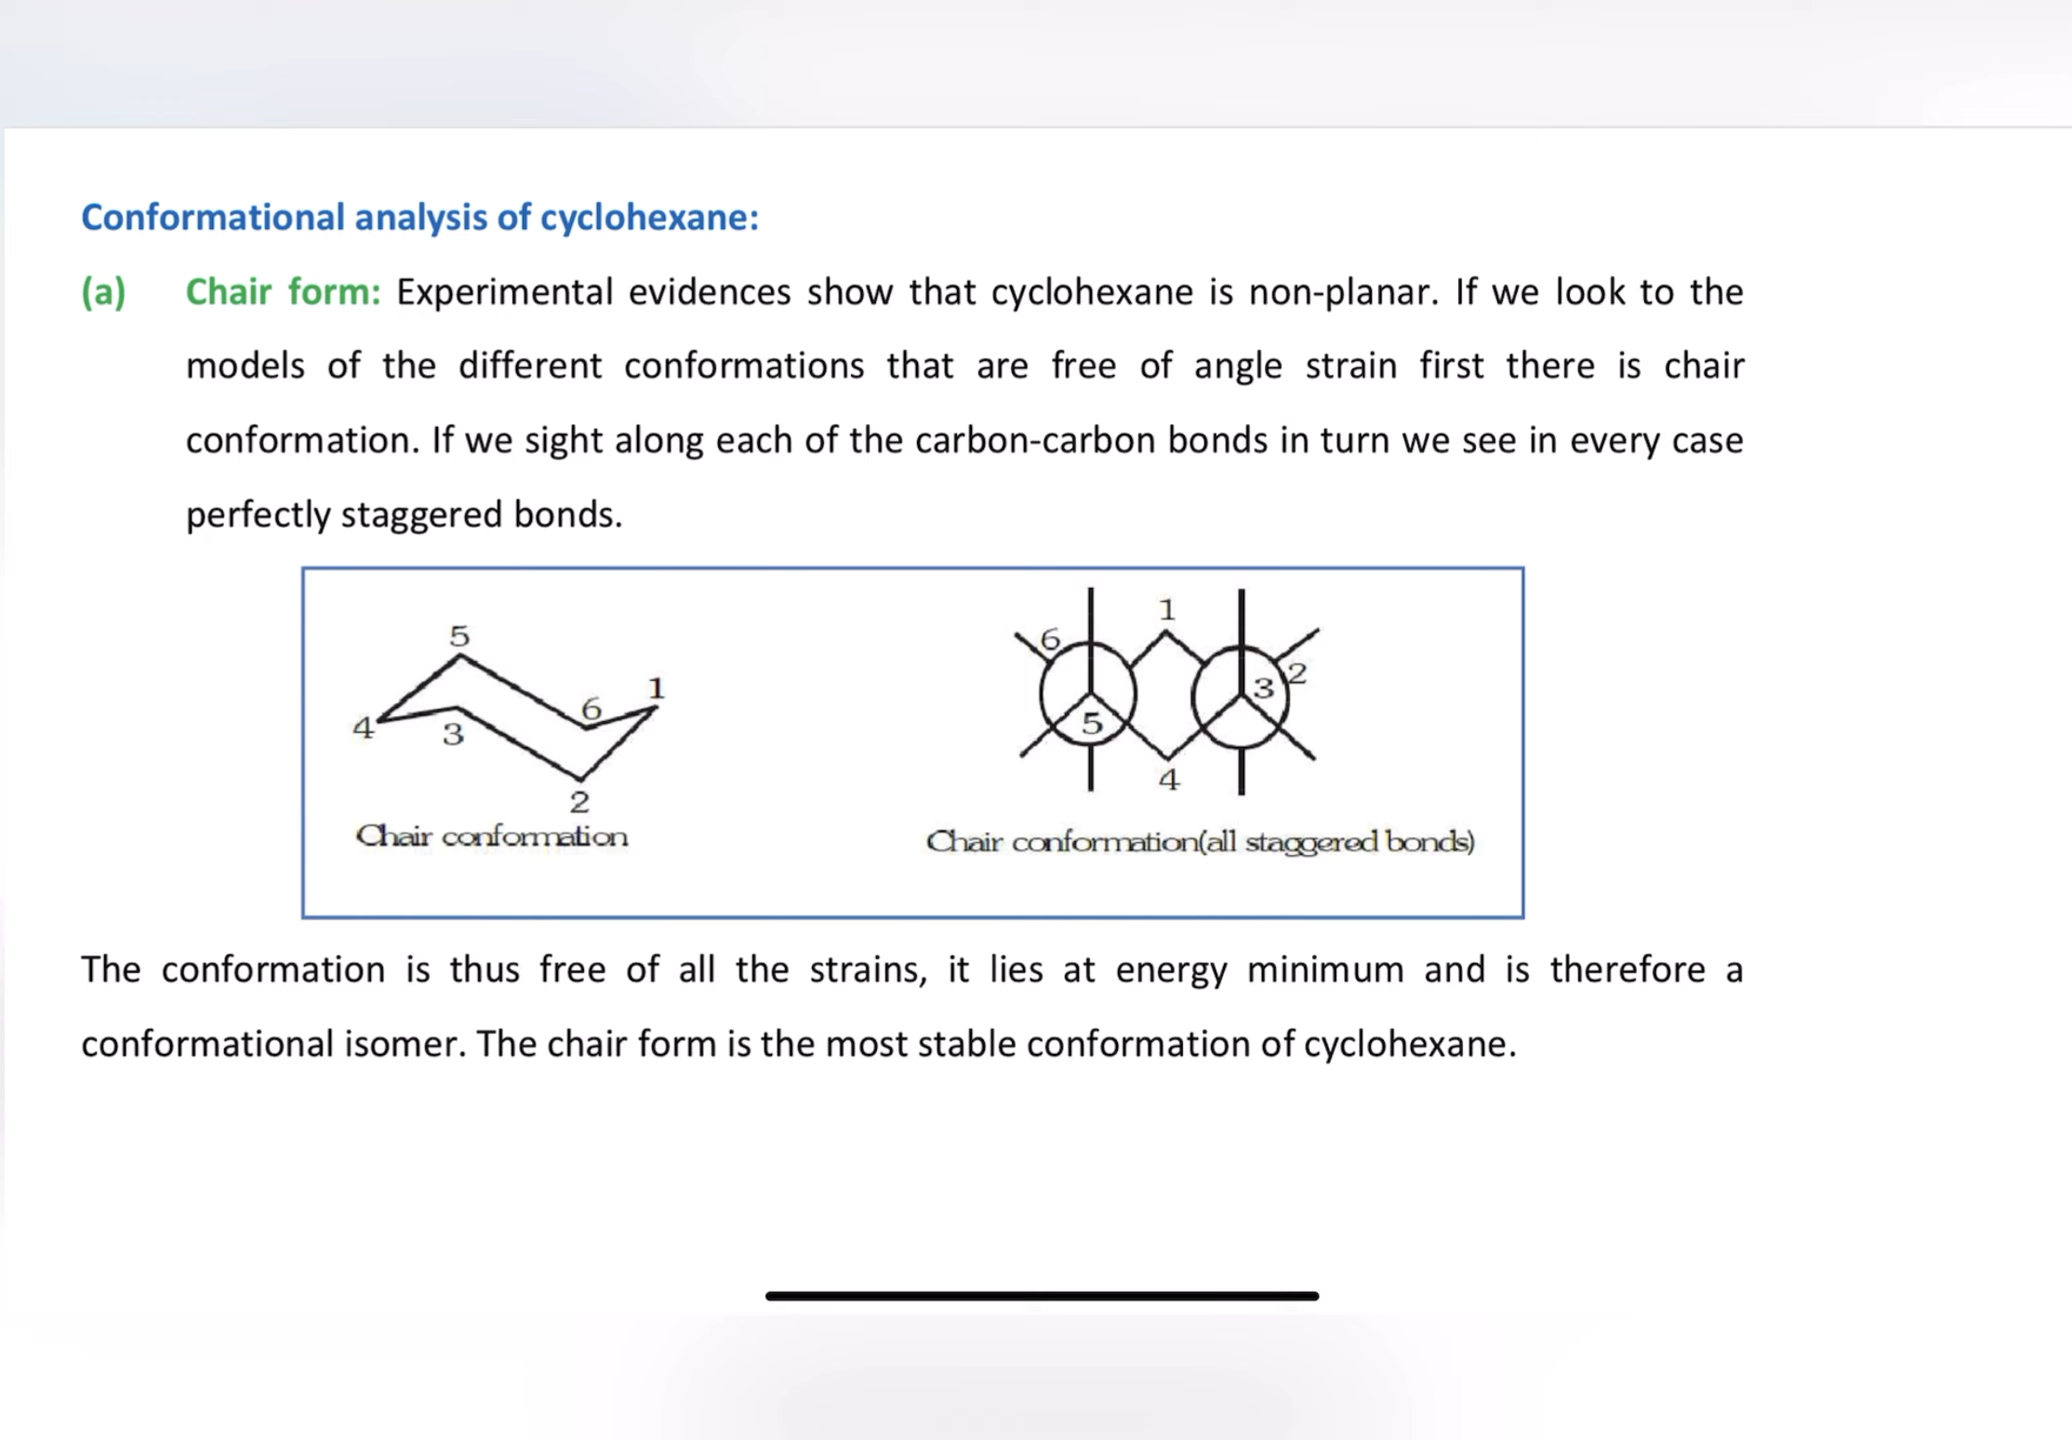 Conformational analysis of cyclohexane:
(a) Chair form: Experimental evidences show that cyclohexane is non-planar. If we look to the
models of the different conformations that are free of angle strain first there is chair
conformation. If we sight along each of the carbon-carbon bonds in turn we see in every case
perfectly staggered bonds.
5
6
1
4
3
2
Chair conformation
6
1
2
3
5
4
Chair conformation(all staggered bonds)
The conformation is thus free of all the strains, it lies at energy minimum and is therefore a
conformational isomer. The chair form is the most stable conformation of cyclohexane.